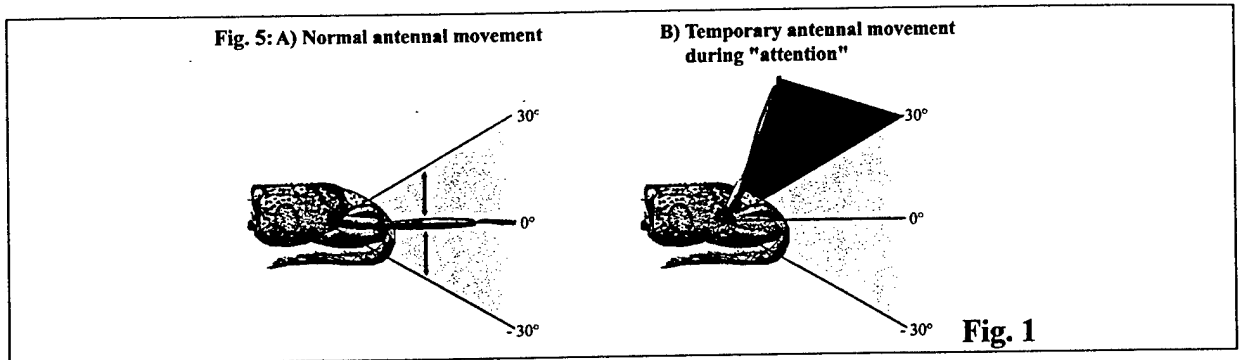 Fig. 5: A) Normal antennal movement
30°
0°
- 30°
B) Temporary antennal movement
during "attention"
30°
0°
- 30°
Fig. 1